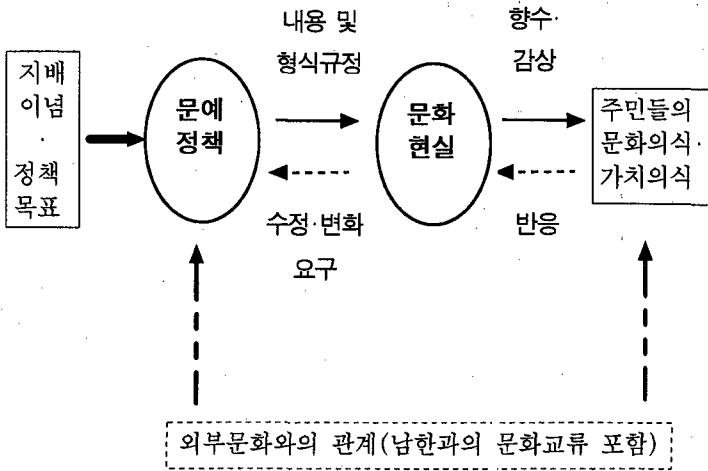 지배
이념
·
정책
목표
문예
정책
내용 및
형식규정
수정·변화
요구
문화
현실
향수·
감상
반응
주민들의
문화의식·
가치의식
외부문화와의 관계(남한과의 문화교류 포함)